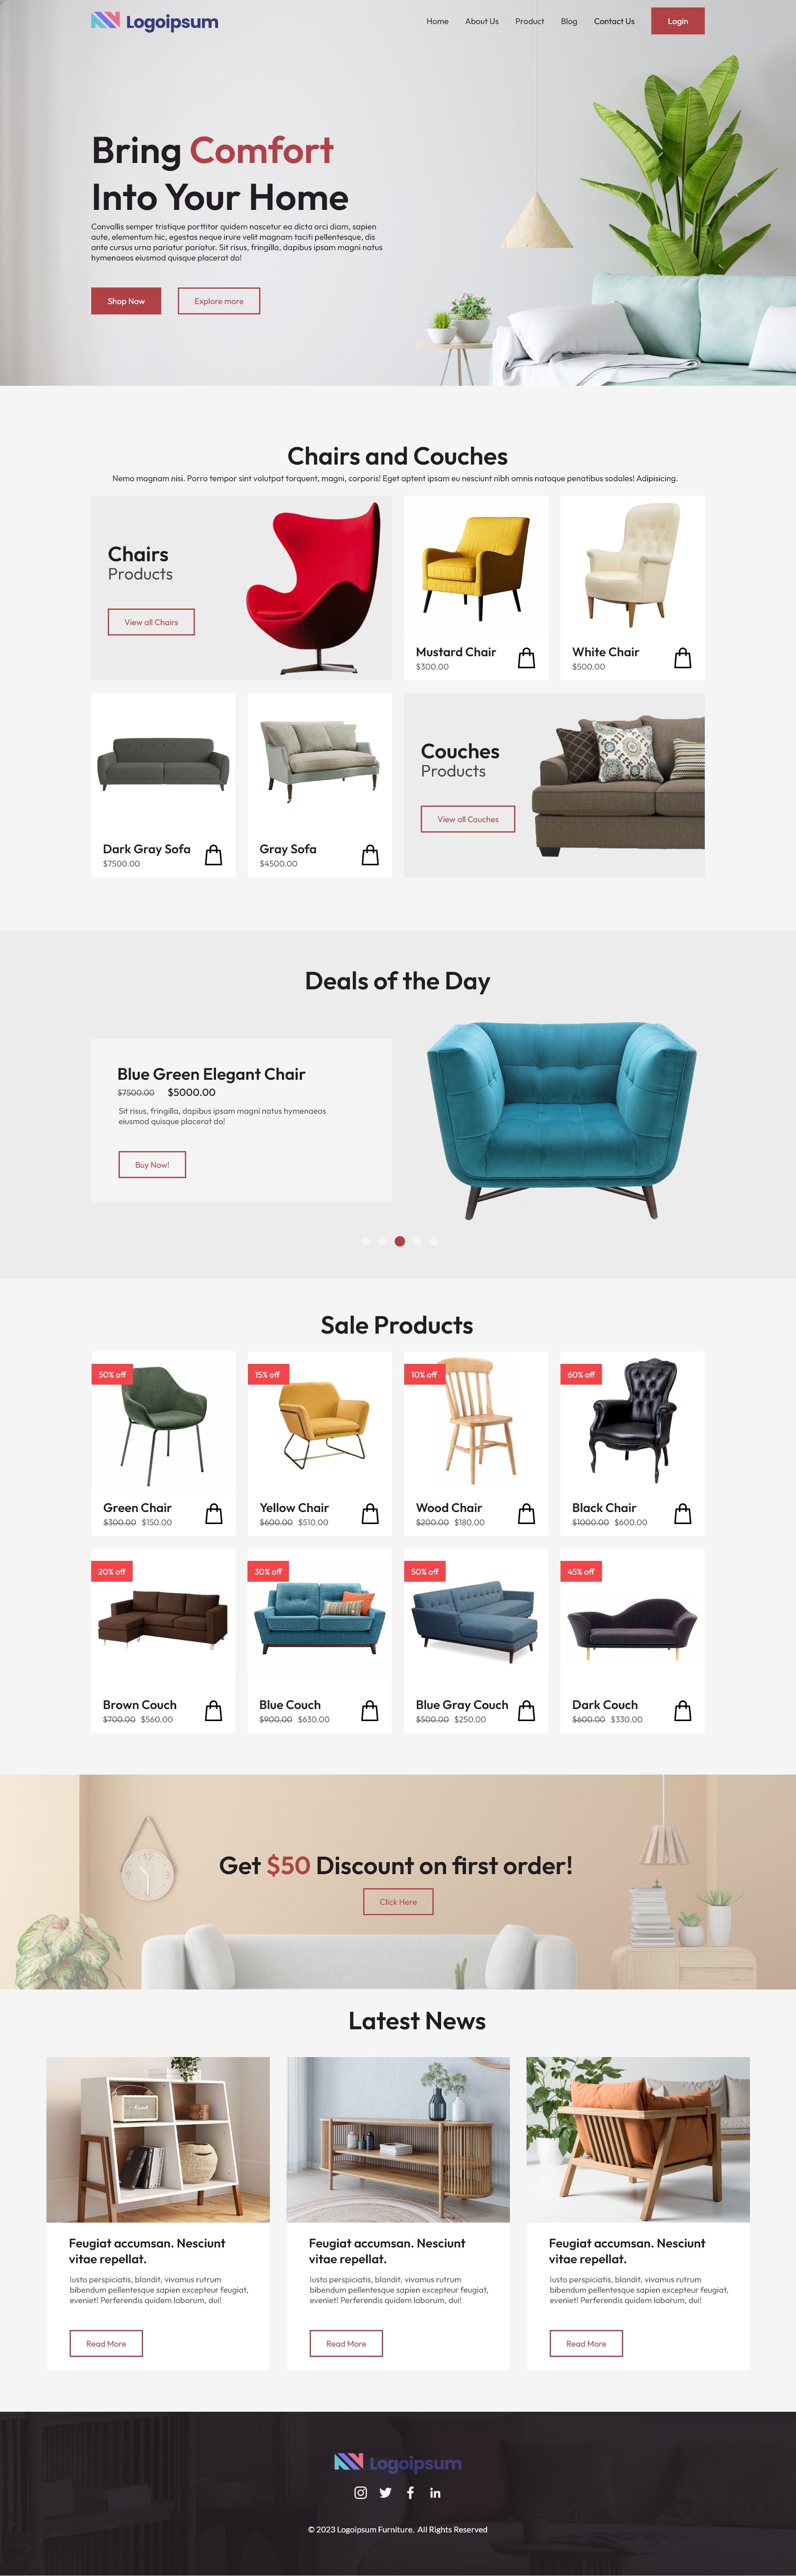 Logoipsum
Home About Us Product Blog Contact Us Login
Bring Comfort
Into Your Home
Convallis semper tristique porttitor quidem nascetur ea dicta orci diam, sapien
aute, elementum hic, egestas neque irure velit magnam taciti pellentesque, dis
ante cursus urna pariatur pariatur. Sit risus, fringilla, dapibus ipsam magni natus
hymenaeos eiusmod quisque placerat do!
Shop Now Explore more
Chairs and Couches
Nemo magnam nisi. Porro tempor sint volutpat torquent, magni, corporis! Eget aptent ipsam eu nesciunt nibh omnis natoque penatibus sodales! Adipisicing.
Chairs
Products
View all Chairs
Mustard Chair
$300.00
White Chair
$500.00
Dark Gray Sofa
$7500.00
Gray Sofa
$4500.00
Couches
Products
View all Couches
Deals of the Day
Blue Green Elegant Chair
$7500.00 $5000.00
Sit risus, fringilla, dapibus ipsam magni natus hymenaeos
eiusmod quisque placerat do!
Buy Now!
Sale Products
50% off
Green Chair
$300.00 $150.00
15% off
Yellow Chair
$600.00 $510.00
10% off
Wood Chair
$200.00 $180.00
60% off
Black Chair
$1000.00 $600.00
20% off
Brown Couch
$700.00 $560.00
30% off
Blue Couch
$900.00 $630.00
50% off
Blue Gray Couch
$500.00 $250.00
45% off
Dark Couch
$600.00 $330.00
12
9 3
Get $50 Discount on first order!
Click Here
Latest News
Feugiat accumsan. Nesciunt
vitae repellat.
Iusto perspiciatis, blandit, vivamus rutrum
bibendum pellentesque sapien excepteur feugiat,
eveniet! Perferendis quidem laborum, dui!
Read More
Feugiat accumsan. Nesciunt
vitae repellat.
Iusto perspiciatis, blandit, vivamus rutrum
bibendum pellentesque sapien excepteur feugiat,
eveniet! Perferendis quidem laborum, dui!
Read More
Feugiat accumsan. Nesciunt
vitae repellat.
Iusto perspiciatis, blandit, vivamus rutrum
bibendum pellentesque sapien excepteur feugiat,
eveniet! Perferendis quidem laborum, dui!
Read More
Logoipsum
© 2023 Logoipsum Furniture. All Rights Reserved